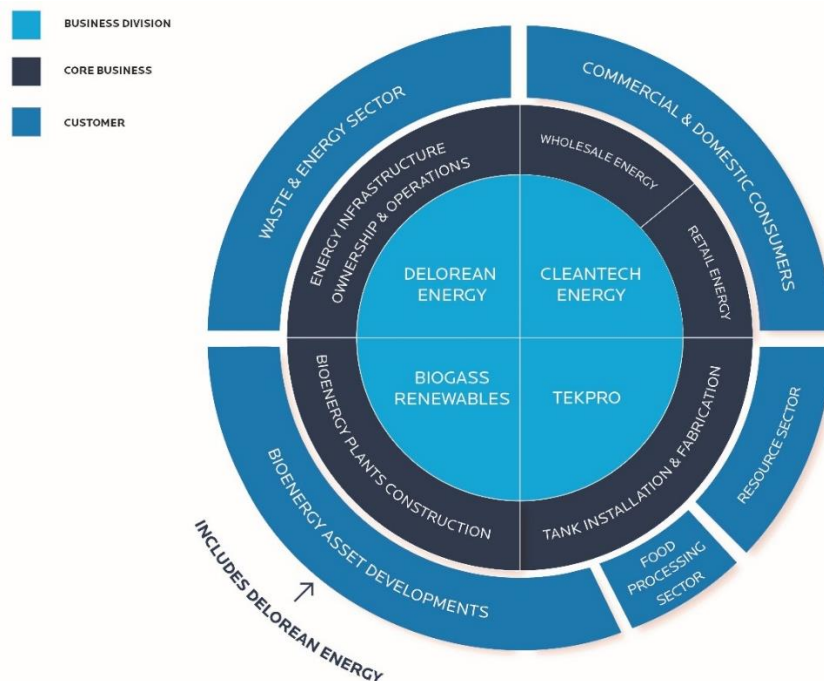 BUSINESS DIVISION
CORE BUSINESS
CUSTOMER
WASTE & ENERGY SECTOR
COMMERCIAL & DOMESTIC CONSUMERS
ENERGY INFRASTRUCTURE
OWNERSHIP & OPERATIONS
WHOLESALE ENERGY
RETAIL ENERGY
DELOREAN
ENERGY
CLEANTECH
ENERGY
BIOGASS
RENEWABLES
TEKPRO
BIOENERGY PLANTS CONSTRUCTION
TANK INSTALLATION & FABRICATION
RESOURCE SECTOR
FOOD
PROCESSING
SECTOR
BIOENERGY ASSET DEVELOPMENTS
INCLUDES DELOREAN ENERGY